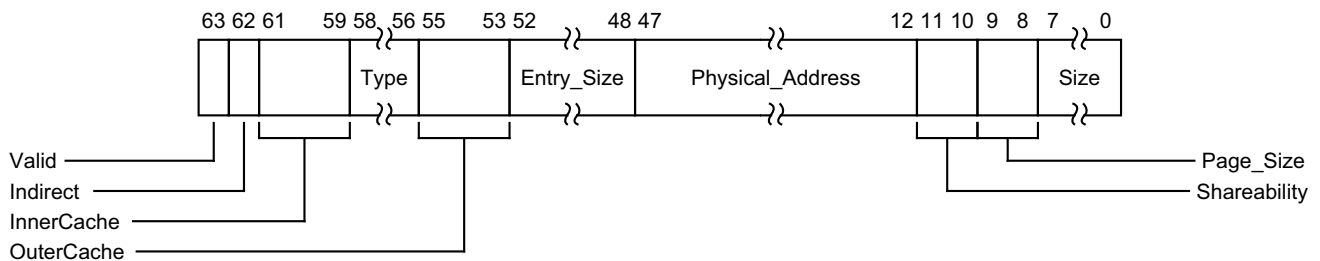 63 62 61 59 58 56 55 53 52 48 47 12 11 10 9 8 7 0
Type Entry_Size Physical_Address Size
Valid Page_Size
Indirect Shareability
InnerCache
OuterCache